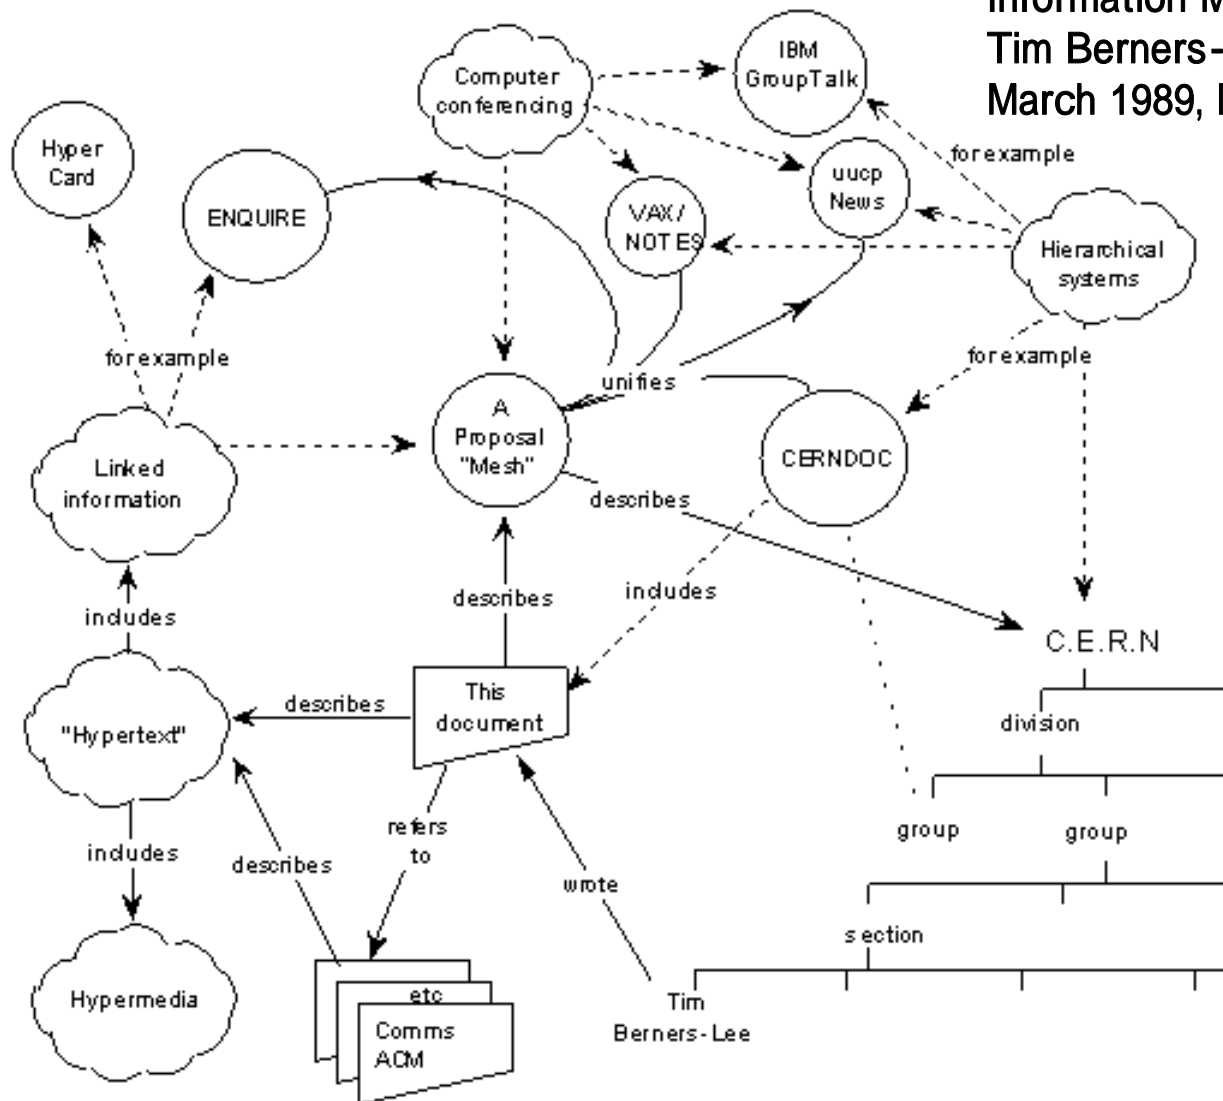 Information M
Tim Berners-
March 1989,
IBM
GroupTalk
Computer
conferencing
Hyper
Card
ENQUIRE
uucp
News
for example
VAX/
NOTES
Hierarchical
systems
for example
for example
unifies
A
Proposal
"Mesh"
CERNDOC
Linked
information
describes
includes
describes
includes
C.E.R.N
This
document
describes
"Hypertext"
division
refers
to
group
group
includes
describes
wrote
section
Hypermedia
etc
Comms
ACM
Tim
Berners-Lee